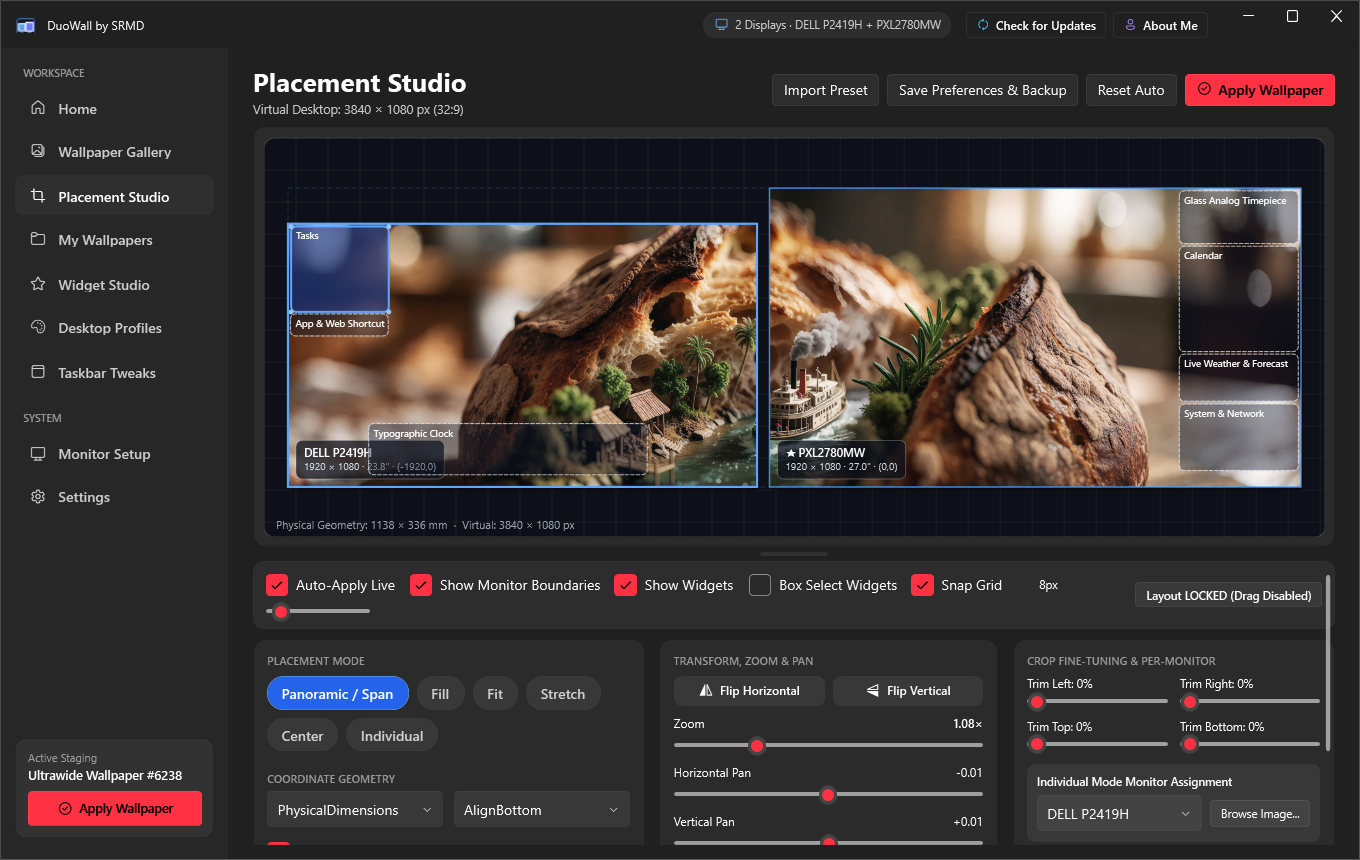 DuoWall by SRMD
2 Displays · DELL P2419H + PXL2780MW
Check for Updates
About Me
WORKSPACE
Home
Wallpaper Gallery
Placement Studio
My Wallpapers
Widget Studio
Desktop Profiles
Taskbar Tweaks
SYSTEM
Monitor Setup
Settings
Active Staging
Ultrawide Wallpaper #6238
Apply Wallpaper
Placement Studio
Virtual Desktop: 3840 × 1080 px (32:9)
Import Preset
Save Preferences & Backup
Reset Auto
Apply Wallpaper
Tasks
App & Web Shortcut
Typographic Clock
DELL P2419H
1920 × 1080 · 23.8" · (-1920,0)
Glass Analog Timepiece
Calendar
Live Weather & Forecast
System & Network
★ PXL2780MW
1920 × 1080 · 27.0" · (0,0)
Physical Geometry: 1138 × 336 mm · Virtual: 3840 × 1080 px
Auto-Apply Live
Show Monitor Boundaries
Show Widgets
Box Select Widgets
Snap Grid
8px
Layout LOCKED (Drag Disabled)
PLACEMENT MODE
Panoramic / Span
Fill
Fit
Stretch
Center
Individual
COORDINATE GEOMETRY
PhysicalDimensions
AlignBottom
TRANSFORM, ZOOM & PAN
Flip Horizontal
Flip Vertical
Zoom
1.08×
Horizontal Pan
-0.01
Vertical Pan
+0.01
CROP FINE-TUNING & PER-MONITOR
Trim Left: 0%
Trim Right: 0%
Trim Top: 0%
Trim Bottom: 0%
Individual Mode Monitor Assignment
DELL P2419H
Browse Image...